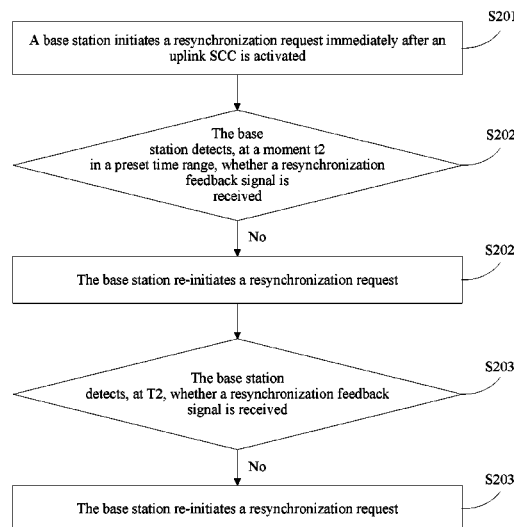 S201
A base station initiates a resynchronization request immediately after an
uplink SCC is activated
The base
station detects, at a moment t2
in a preset time range, whether a resynchronization
feedback signal is
received
S202
No
S202
The base station re-initiates a resynchronization request
S203
The base station
detects, at T2, whether a resynchronization feedback
signal is received
No
S203
The base station re-initiates a resynchronization request